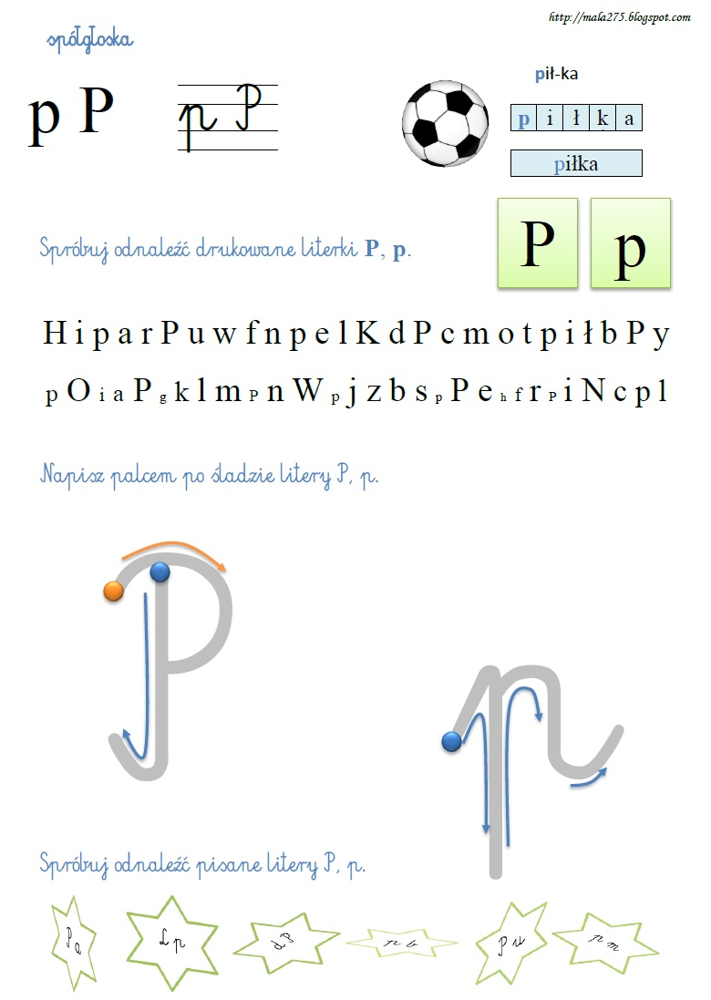 http://mala275.blogspot.com
spółgłoska
p P
p P
pił-ka
p i ł k a
piłka
P p
Spróbuj odnaleźć drukowane literki P, p.
H i p a r P u w f n p e l K d P c m o t p i ł b P y
p O i a P g k l m P n W p j z b s p P e h f r P i N c p l
Napisz palcem po śladzie litery P, p.
P
p
Spróbuj odnaleźć pisane litery P, p.
P a
L p
p b
p m